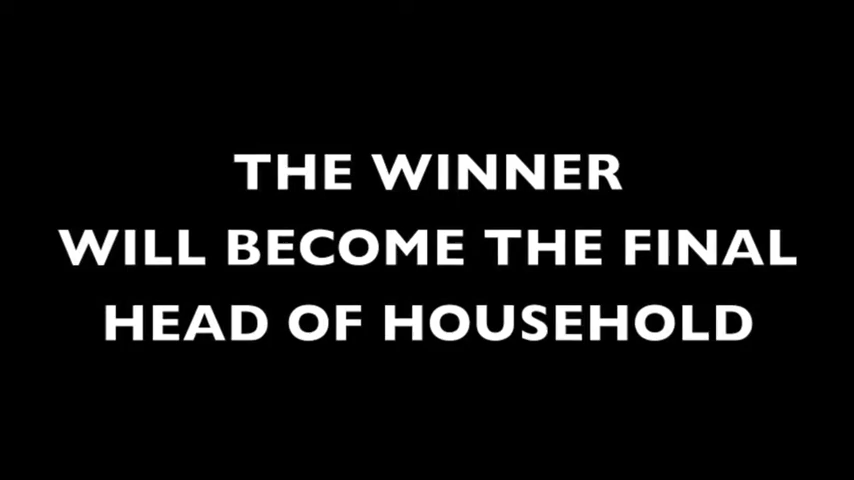 THE WINNER
WILL BECOME THE FINAL
HEAD OF HOUSEHOLD